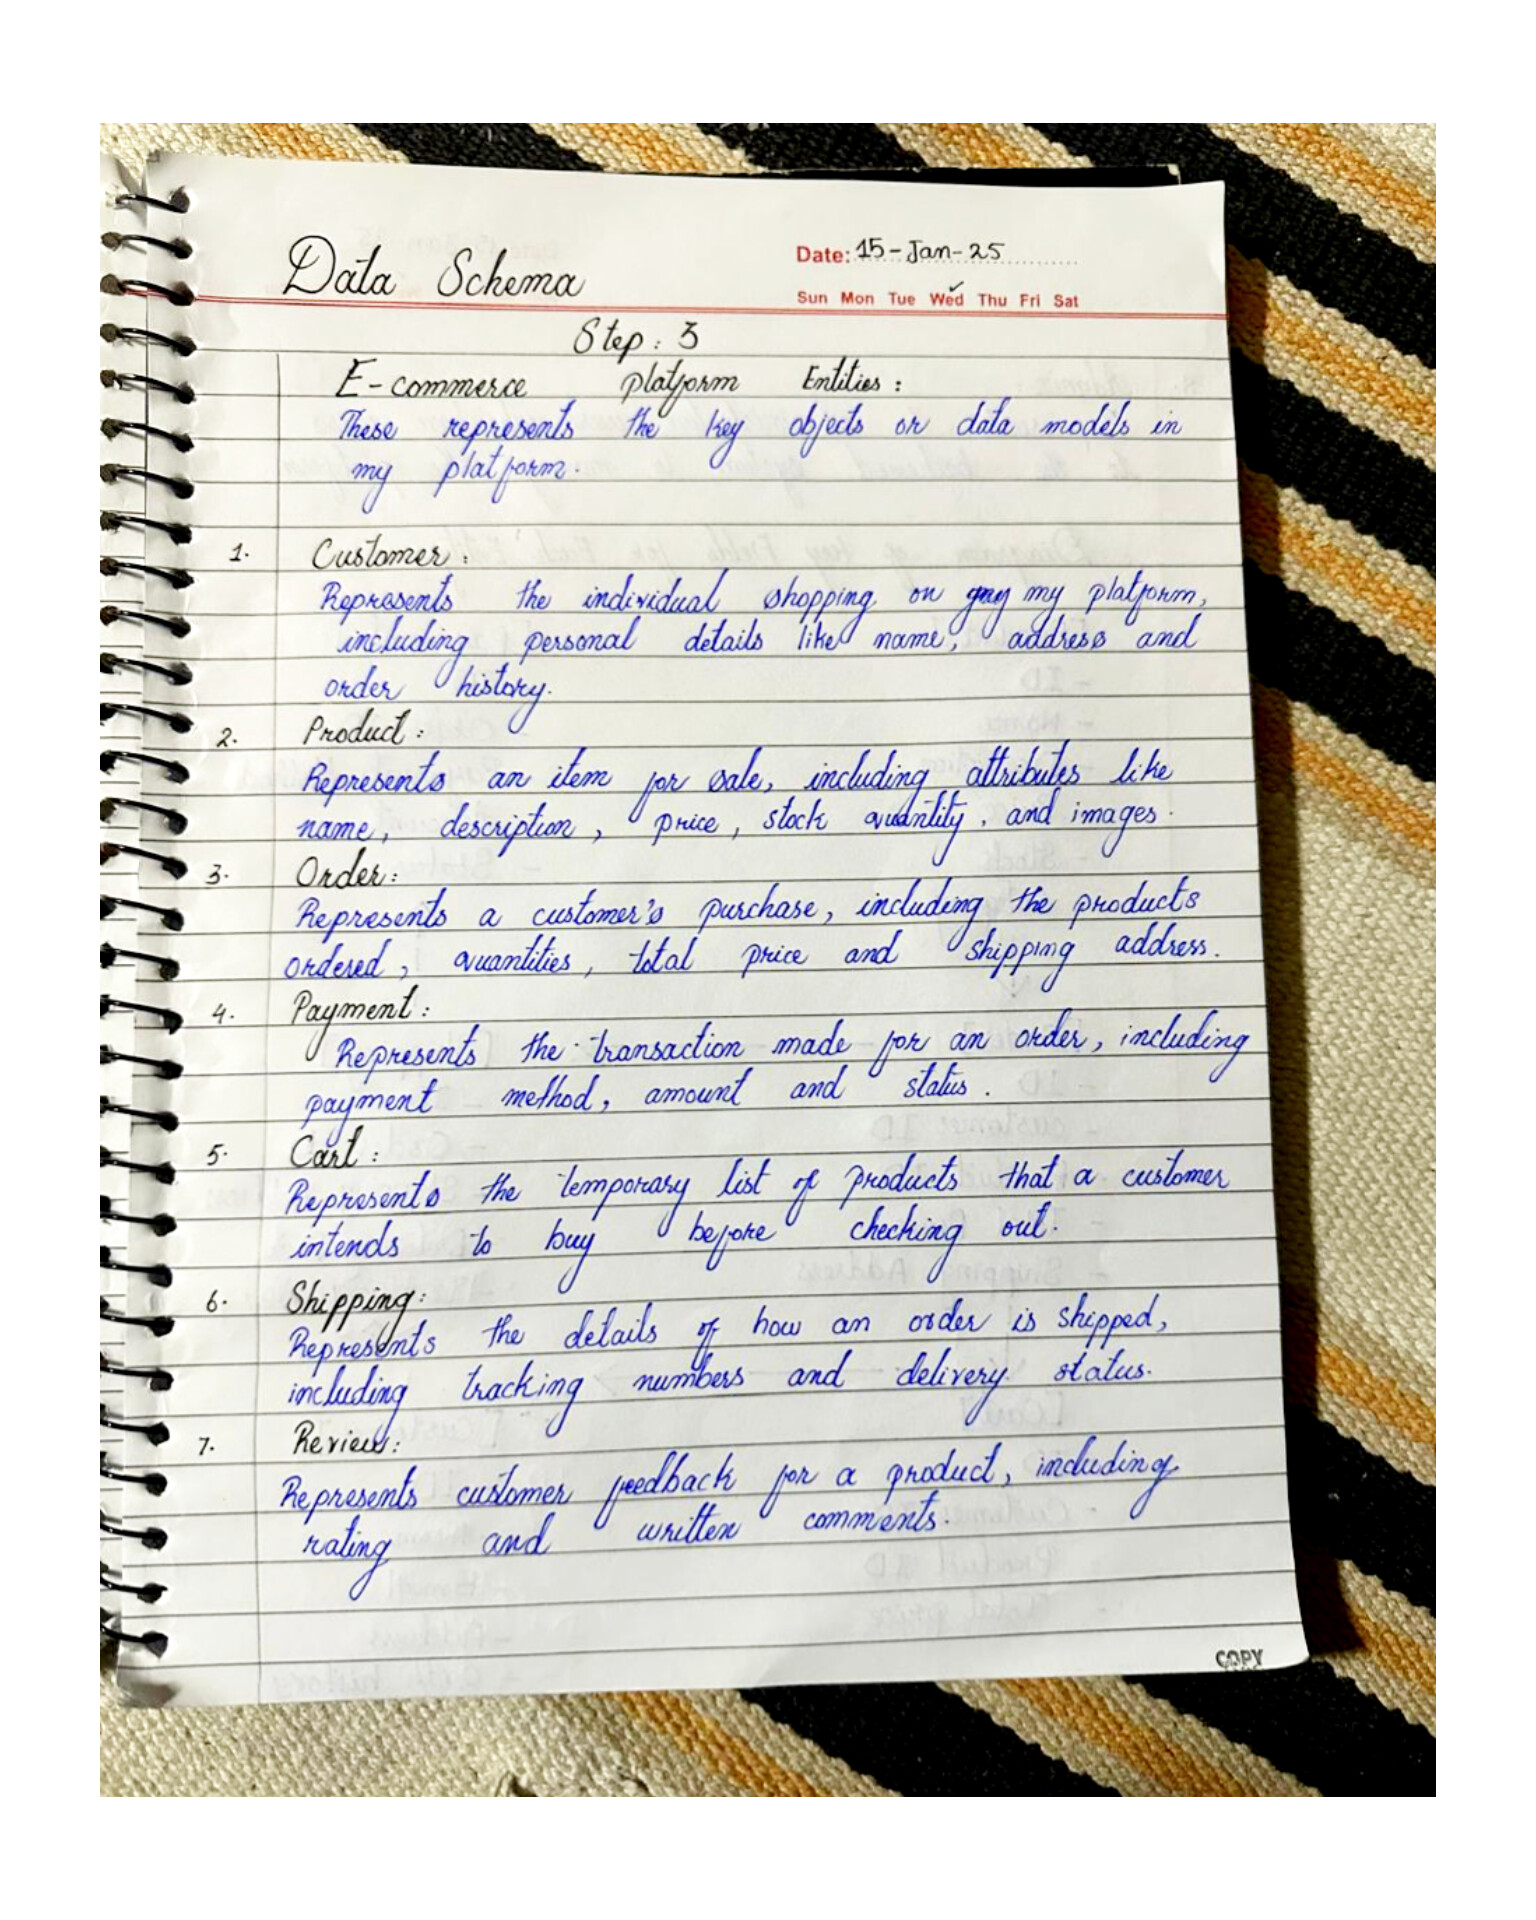 Data Schema
Date: 15-Jan-25
Sun Mon Tue Wed Thu Fri Sat
Step: 3
E-commerce platform Entities:
These represents the key objects or data models in
my platform.
1. Customer:
Represents the individual shopping on my platform,
including personal details like name, address and
order history.
2. Product:
Represents an item for sale, including attributes like
name, description, price, stock quantity, and images.
3. Order:
Represents a customer's purchase, including the products
ordered, quantities, total price and shipping address.
4. Payment:
Represents the transaction made for an order, including
payment method, amount and status.
5. Cart:
Represents the temporary list of products that a customer
intends to buy before checking out.
6. Shipping:
Represents the details of how an order is shipped,
including tracking numbers and delivery status.
7. Review:
Represents customer feedback for a product, including
rating and written comments.
COPY